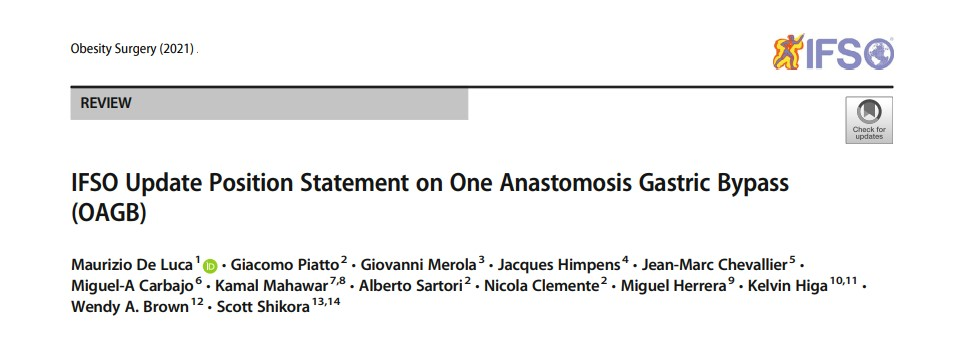 Obesity Surgery (2021) .
IFSO
REVIEW
Check for
updates
IFSO Update Position Statement on One Anastomosis Gastric Bypass
(OAGB)
Maurizio De Luca 1 iD · Giacomo Piatto 2 · Giovanni Merola 3 · Jacques Himpens 4 · Jean-Marc Chevallier 5 ·
Miguel-A Carbajo 6 · Kamal Mahawar 7,8 · Alberto Sartori 2 · Nicola Clemente 2 · Miguel Herrera 9 · Kelvin Higa 10,11 ·
Wendy A. Brown 12 · Scott Shikora 13,14